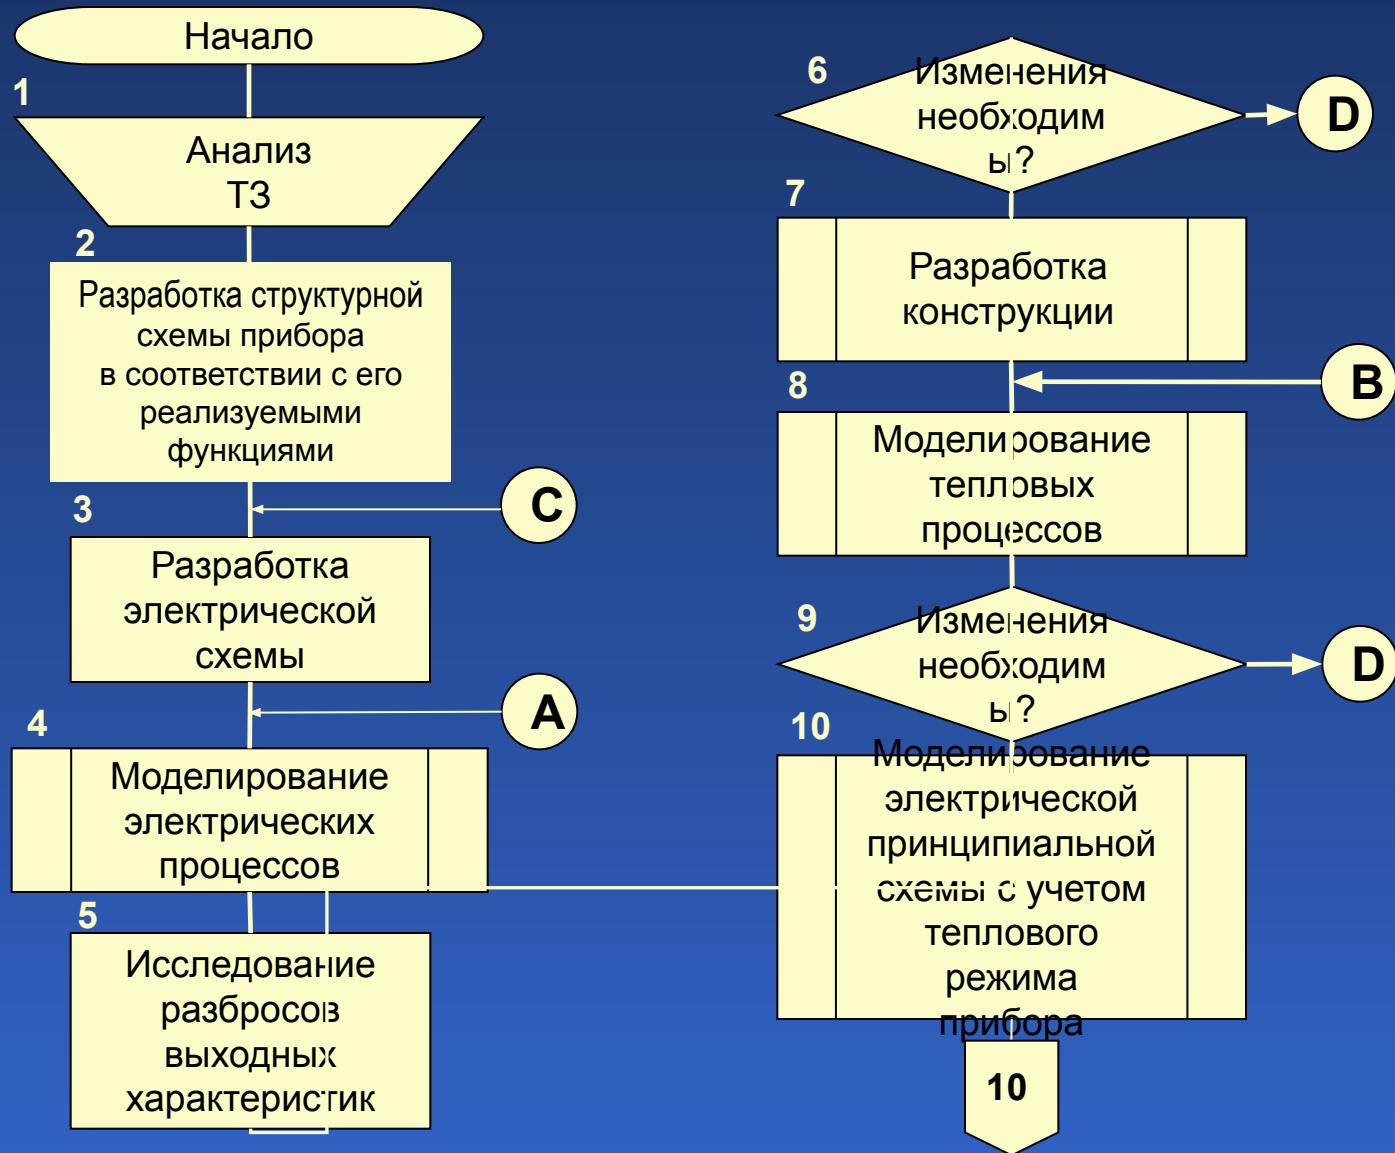 Начало
1
Анализ
ТЗ
2
Разработка структурной
схемы прибора
в соответствии с его
реализуемыми
функциями
3
C
Разработка
электрической
схемы
A
4
Моделирование
электрических
процессов
5
Исследование
разбросов
выходных
характеристик
6
Изменения
необходим
ы?
D
7
Разработка
конструкции
B
8
Моделирование
тепловых
процессов
9
Изменения
необходим
ы?
D
10
Моделирование
электрической
принципиальной
схемы с учетом
теплового
режима
прибора
10